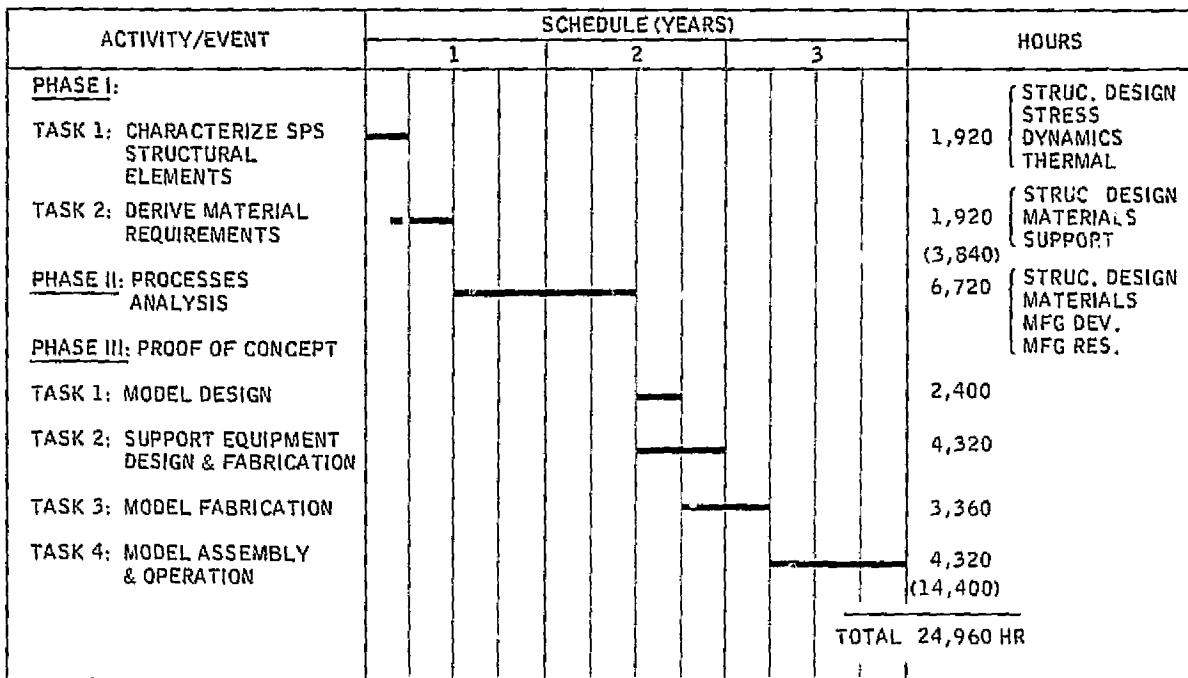 ACTIVITY/EVENT
SCHEDULE (YEARS)
1 2 3
HOURS
PHASE I:
TASK 1: CHARACTERIZE SPS
STRUCTURAL
ELEMENTS
1,920
STRUC. DESIGN
STRESS
DYNAMICS
THERMAL
TASK 2: DERIVE MATERIAL
REQUIREMENTS
1,920
(3,840)
STRUC DESIGN
MATERIALS
SUPPORT
PHASE II: PROCESSES
ANALYSIS
6,720
STRUC. DESIGN
MATERIALS
MFG DEV.
MFG RES.
PHASE III: PROOF OF CONCEPT
TASK 1: MODEL DESIGN
2,400
TASK 2: SUPPORT EQUIPMENT
DESIGN & FABRICATION
4,320
TASK 3: MODEL FABRICATION
3,360
TASK 4: MODEL ASSEMBLY
& OPERATION
4,320
(14,400)
TOTAL 24,960 HR